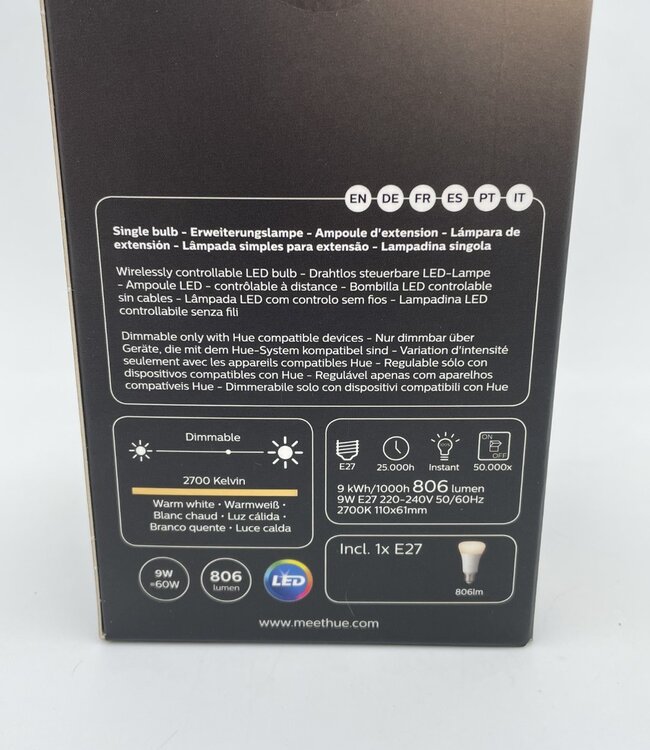 EN DE FR ES PT IT
Single bulb - Erweiterungslampe - Ampoule d'extension - Lámpara de
extensión - Lâmpada simples para extensão - Lampadina singola
Wirelessly controllable LED bulb - Drahtlos steuerbare LED-Lampe
- Ampoule LED - contrôlable à distance - Bombilla LED controlable
sin cables - Lâmpada LED com controlo sem fios - Lampadina LED
controllabile senza fili
Dimmable only with Hue compatible devices - Nur dimmbar über
Geräte, die mit dem Hue-System kompatibel sind - Variation d'intensité
seulement avec les appareils compatibles Hue - Regulable sólo con
dispositivos compatibles con Hue - Regulável apenas com aparelhos
compatíveis Hue - Dimmerabile solo con dispositivi compatibili con Hue
Dimmable
2700 Kelvin
Warm white • Warmweiß •
Blanc chaud • Luz cálida •
Branco quente • Luce calda
ON
OFF
E27 25.000h Instant 50.000x
9 kWh/1000h 806 lumen
9W E27 220-240V 50/60Hz
2700K 110x61mm
Incl. 1x E27
806lm
9W
=60W
806
lumen
LED
www.meethue.com